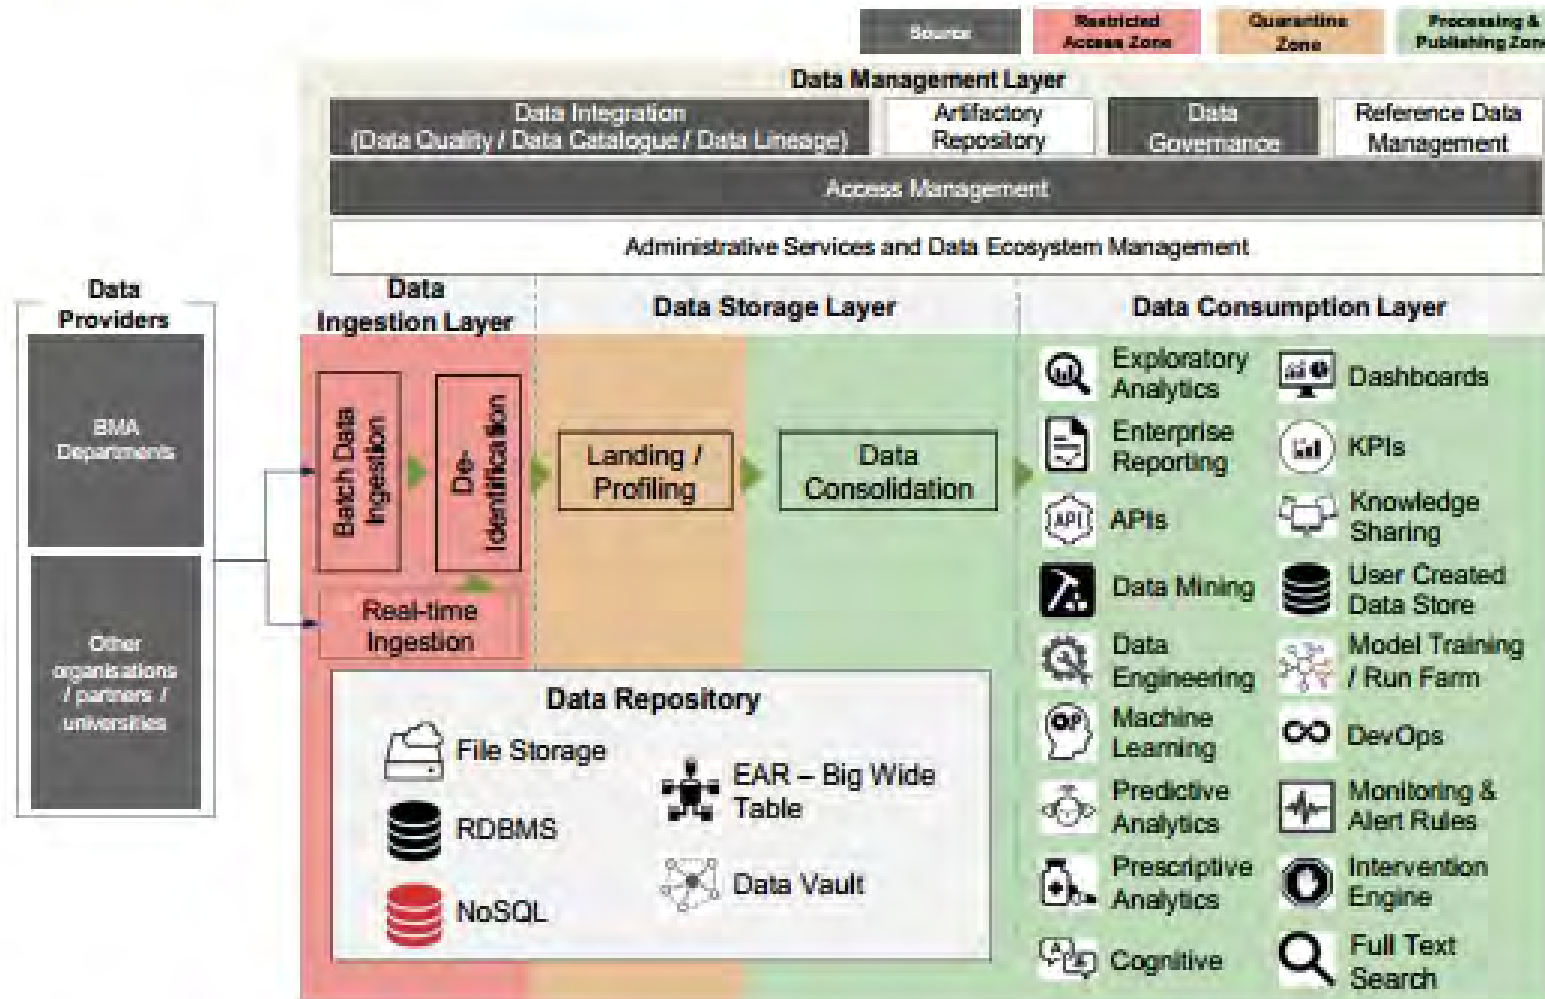 Source
Restricted
Access Zone
Quarantine
Zone
Processing &
Publishing Zone
Data Management Layer
Data Integration
(Data Quality / Data Catalogue / Data Lineage)
Artifactory
Repository
Data
Governance
Reference Data
Management
Access Management
Administrative Services and Data Ecosystem Management
Data
Providers
BMA
Departments
Other
organisations
/ partners /
universities
Data
Ingestion Layer
Batch Data
Ingestion
De-
Identification
Real-time
Ingestion
Data Storage Layer
Landing /
Profiling
Data
Consolidation
Data Repository
File Storage
RDBMS
NoSQL
EAR – Big Wide
Table
Data Vault
Data Consumption Layer
Exploratory
Analytics
Enterprise
Reporting
API
APIs
Data Mining
Data
Engineering
Machine
Learning
Predictive
Analytics
Prescriptive
Analytics
Cognitive
Dashboards
KPIs
Knowledge
Sharing
User Created
Data Store
Model Training
/ Run Farm
DevOps
Monitoring &
Alert Rules
Intervention
Engine
Full Text
Search